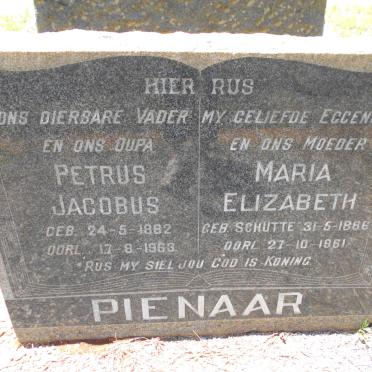 HIER RUS
ONS DIERBARE VADER
EN ONS OUPA
PETRUS
JACOBUS
GEB. 24-5-1882
OORL. 17-8-1963
MY GELIEFDE EGGEN
EN ONS MOEDER
MARIA
ELIZABETH
GEB SCHUTTE 31-5-1886
OORL. 27-10-1961
"RUS MY SIEL JOU GOD IS KONING
PIENAAR